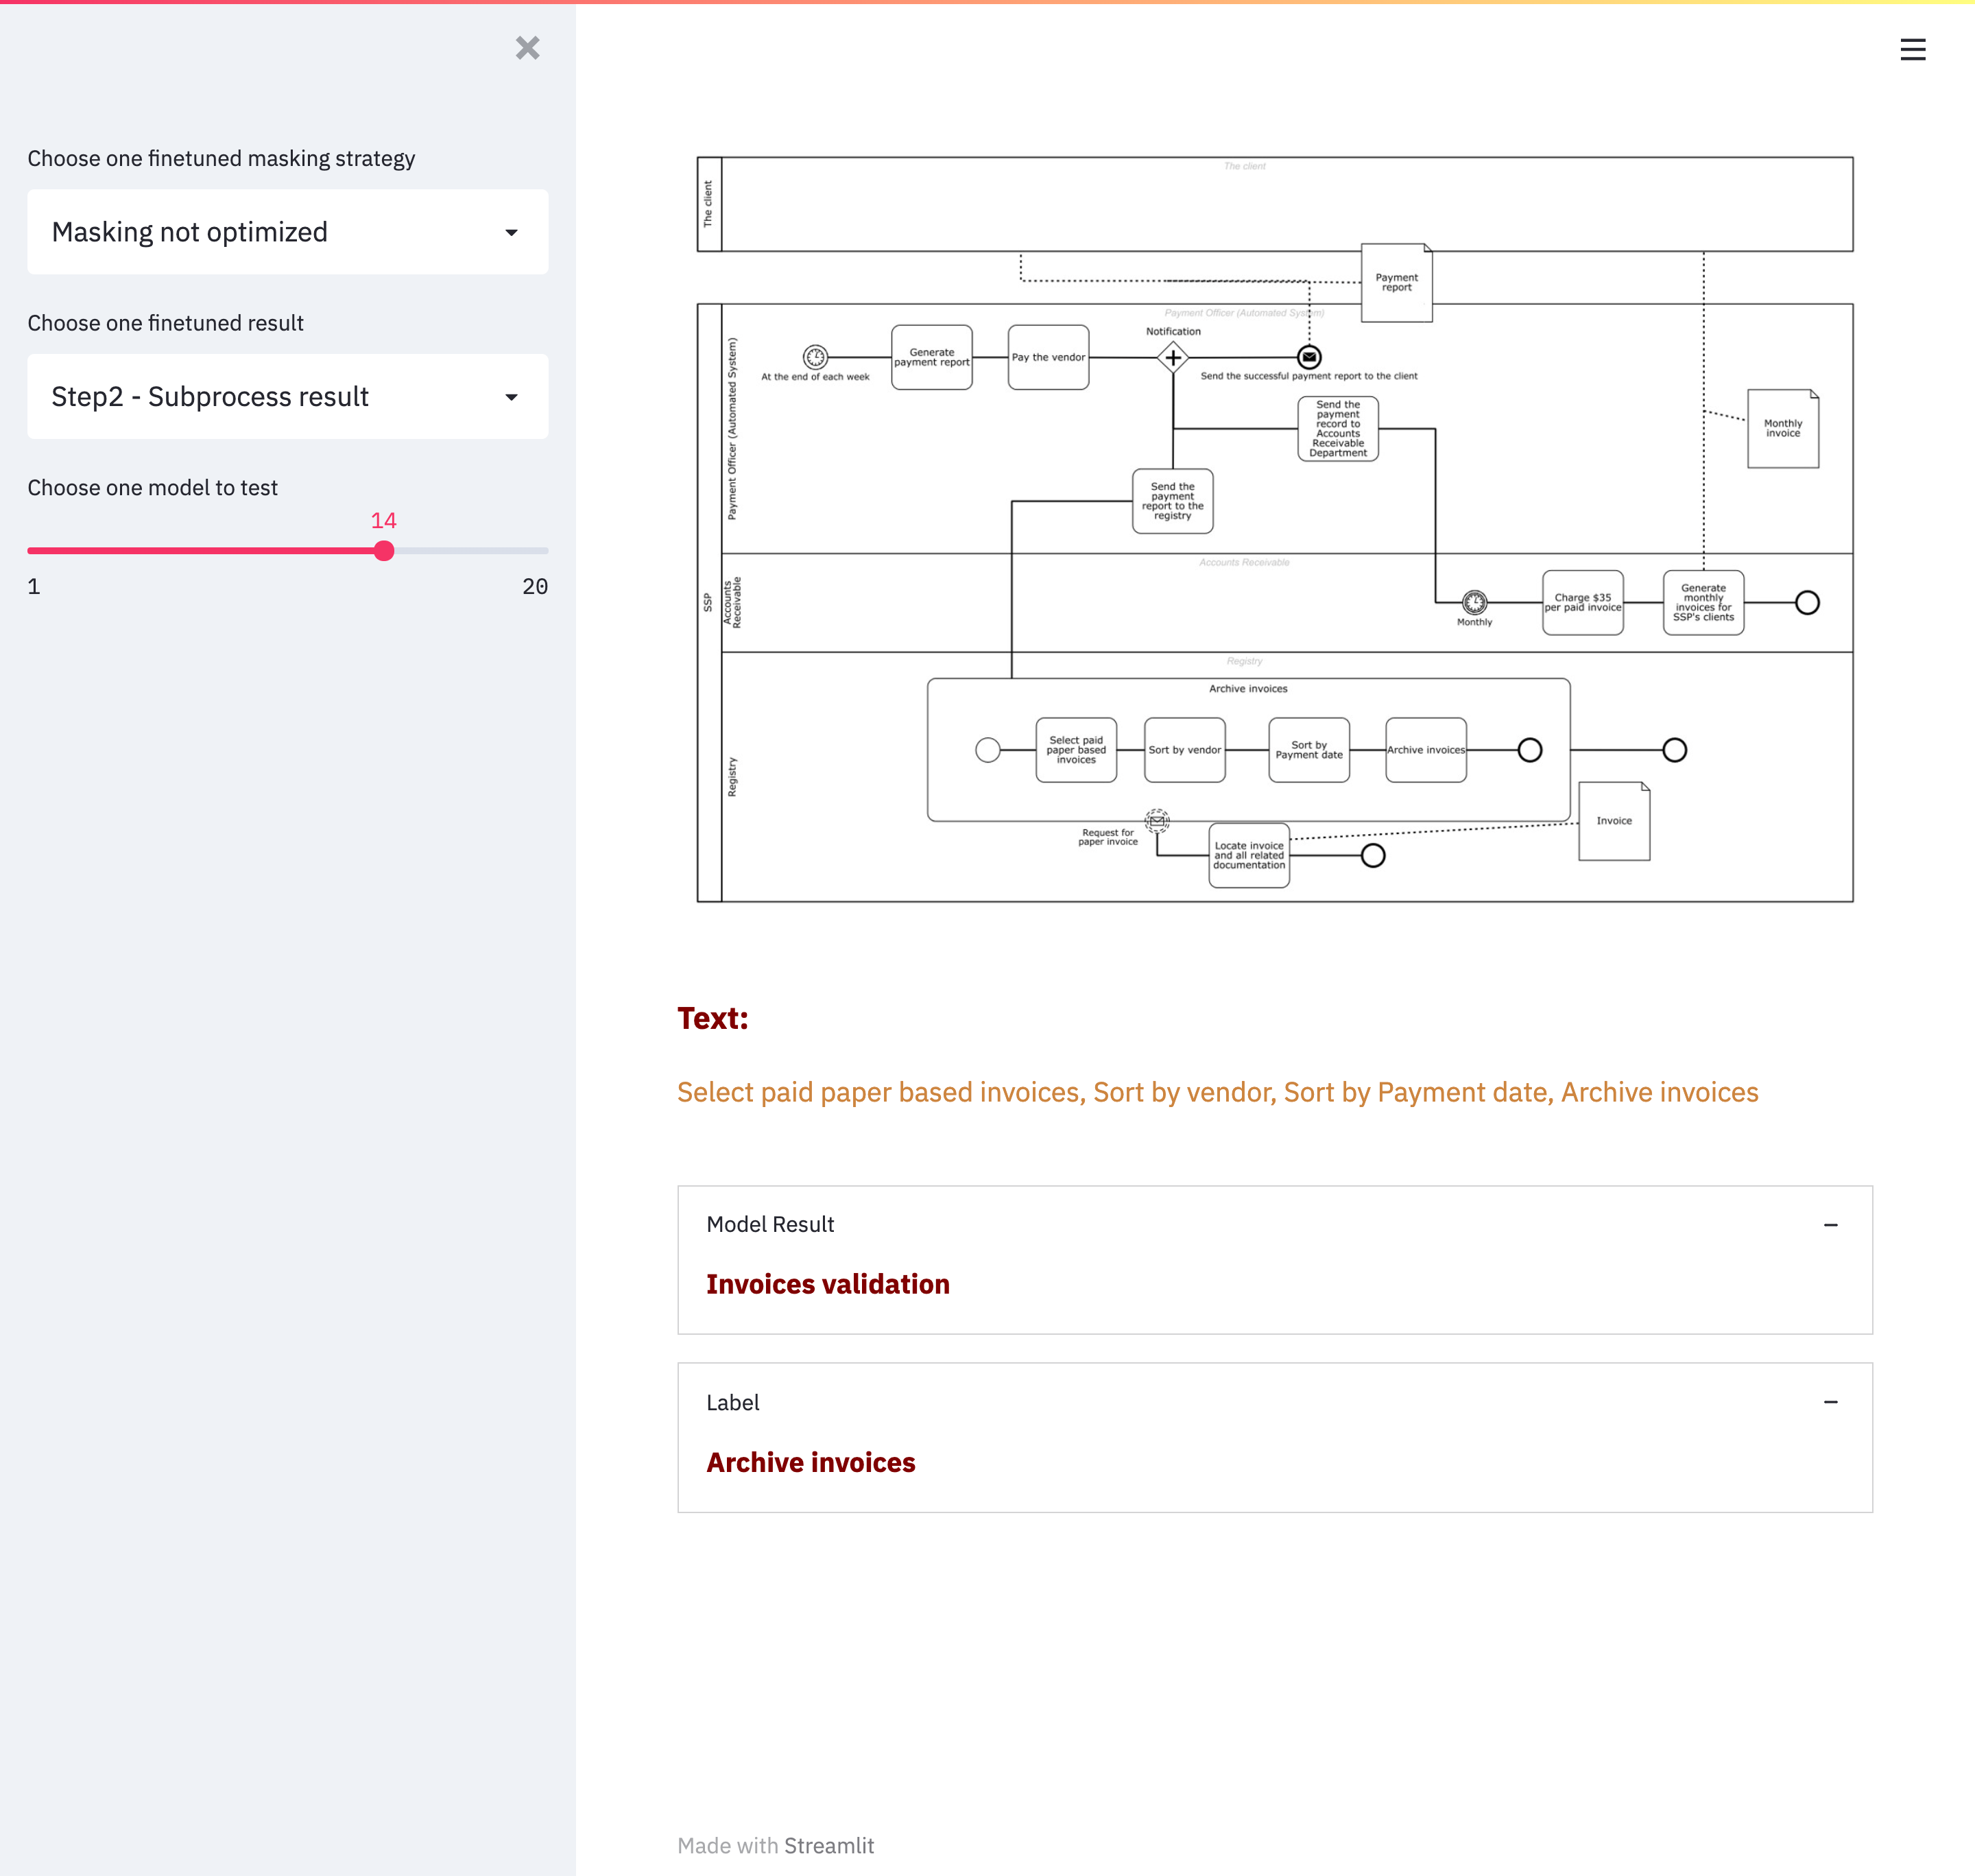 Choose one finetuned masking strategy
Masking not optimized
Choose one finetuned result
Step2 - Subprocess result
Choose one model to test
14
1
20
The client
The client
Payment
report
SSP
Payment Officer (Automated System)
Payment Officer (Automated System)
At the end of each week
Generate
payment report
Pay the vendor
Notification
Send the successful payment report to the client
Send the
payment
record to
Accounts
Receivable
Department
Monthly
invoice
Send the
payment
report to the
registry
Accounts
Receivable
Accounts Receivable
Monthly
Charge $35
per paid invoice
Generate
monthly
invoices for
SSP's clients
Registry
Registry
Archive invoices
Select paid
paper based
invoices
Sort by vendor
Sort by
Payment date
Archive invoices
Request for
paper invoice
Locate invoice
and all related
documentation
Invoice
Text:
Select paid paper based invoices, Sort by vendor, Sort by Payment date, Archive invoices
Model Result
Invoices validation
Label
Archive invoices
Made with Streamlit